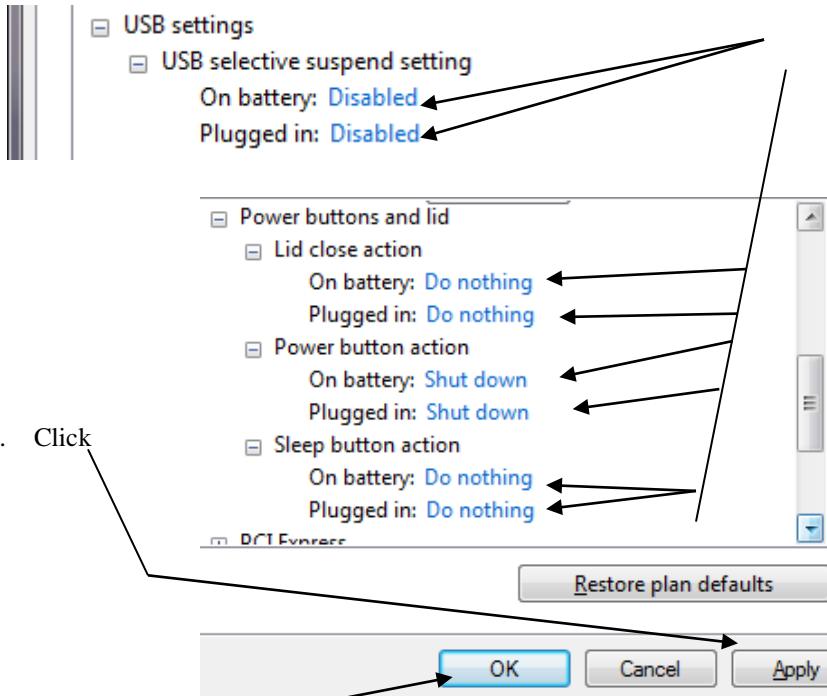 USB settings
USB selective suspend setting
On battery: Disabled
Plugged in: Disabled
Power buttons and lid
Lid close action
On battery: Do nothing
Plugged in: Do nothing
Power button action
On battery: Shut down
Plugged in: Shut down
. Click
Sleep button action
On battery: Do nothing
Plugged in: Do nothing
PCI Express
Restore plan defaults
OK Cancel Apply